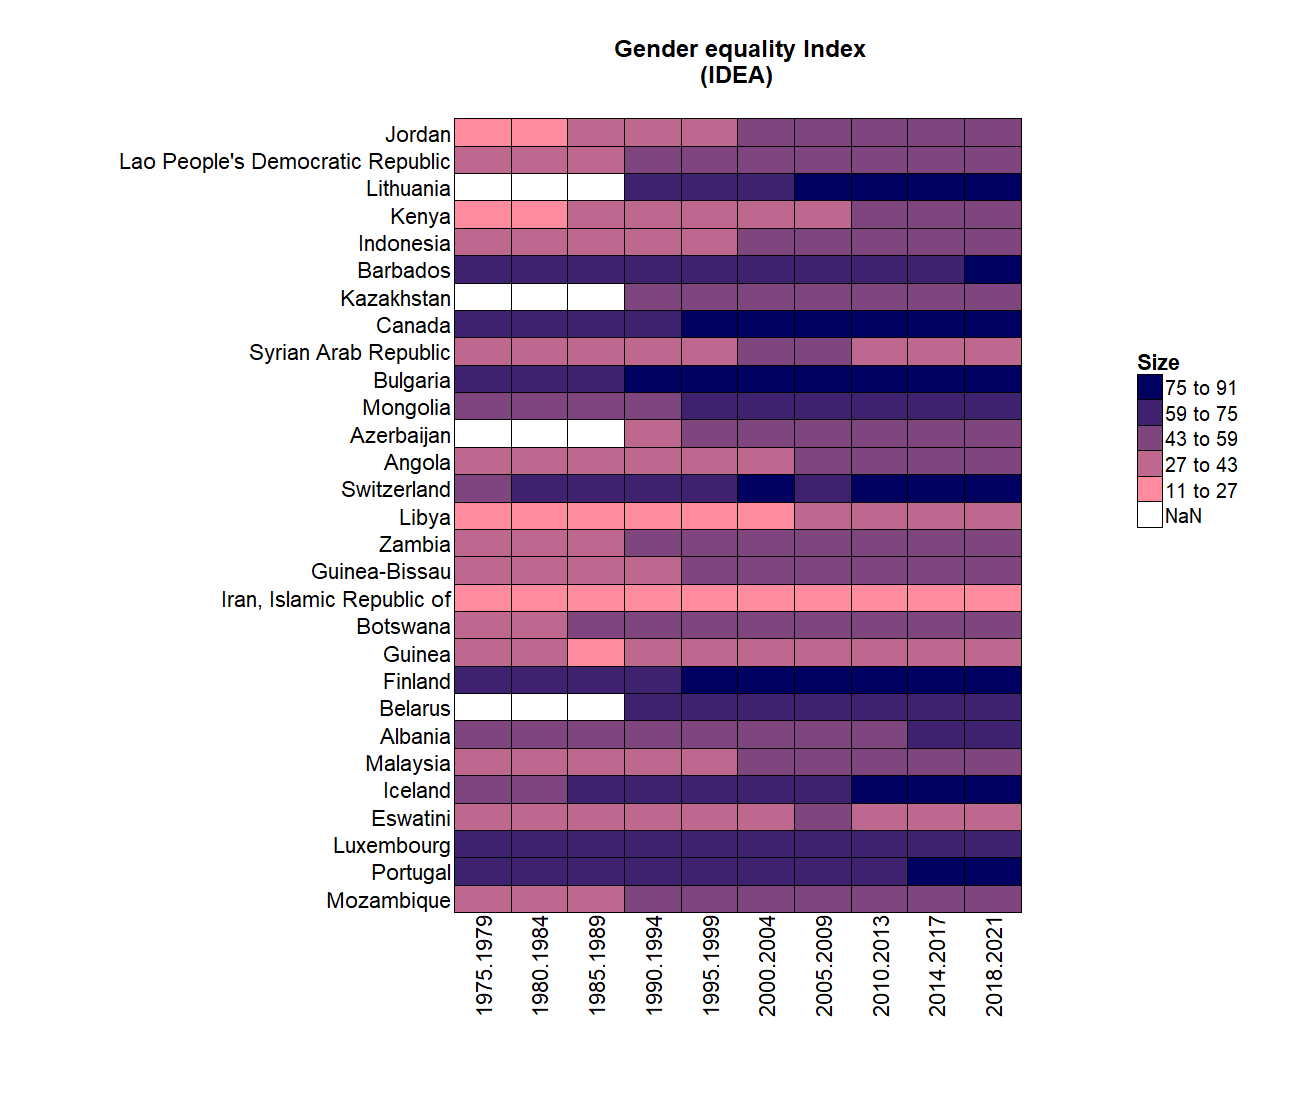 Gender equality Index
(IDEA)
Jordan
Lao People's Democratic Republic
Lithuania
Kenya
Indonesia
Barbados
Kazakhstan
Canada
Syrian Arab Republic
Bulgaria
Mongolia
Azerbaijan
Angola
Switzerland
Libya
Zambia
Guinea-Bissau
Iran, Islamic Republic of
Botswana
Guinea
Finland
Belarus
Albania
Malaysia
Iceland
Eswatini
Luxembourg
Portugal
Mozambique
1975.1979
1980.1984
1985.1989
1990.1994
1995.1999
2000.2004
2005.2009
2010.2013
2014.2017
2018.2021
Size
75 to 91
59 to 75
43 to 59
27 to 43
11 to 27
NaN